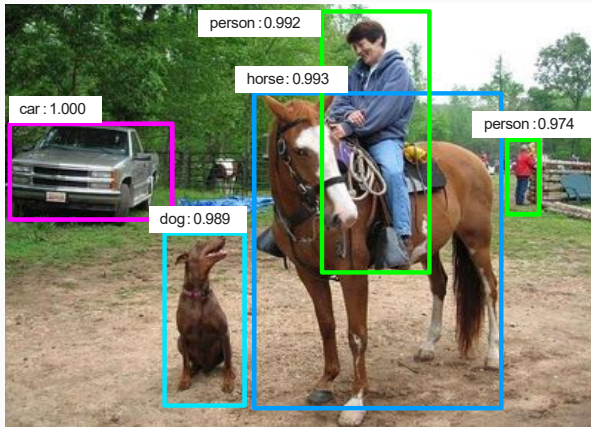 person : 0.992
horse : 0.993
car : 1.000
person : 0.974
dog : 0.989